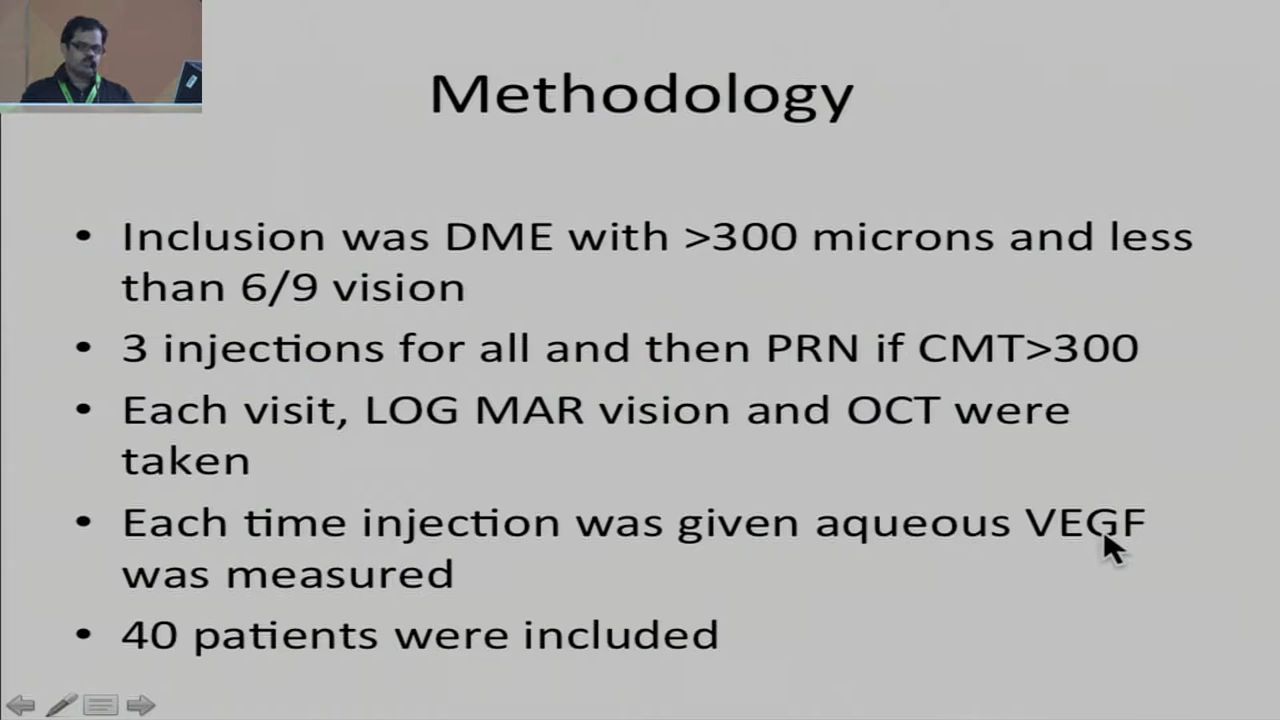 Methodology
• Inclusion was DME with >300 microns and less
than 6/9 vision
• 3 injections for all and then PRN if CMT>300
• Each visit, LOG MAR vision and OCT were
taken
• Each time injection was given aqueous VEGF
was measured
• 40 patients were included